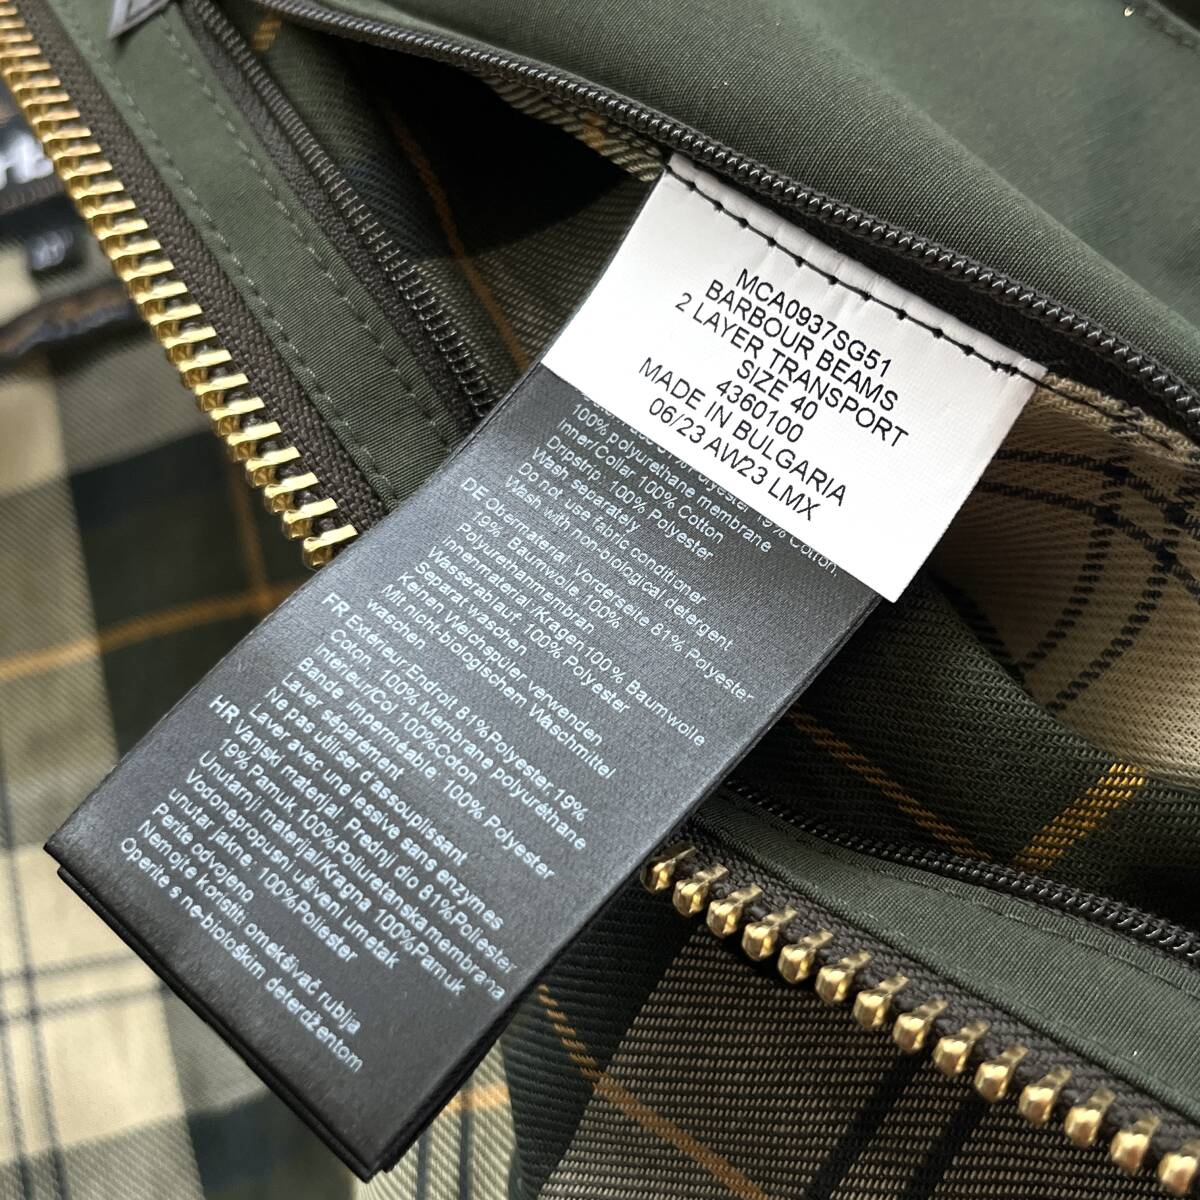 MCA0937SG51
BARBOUR BEAMS
2 LAYER TRANSPORT
SIZE 40
4360100
MADE IN BULGARIA
06/23 AW23 LMX
19% Cotton,
100% polyurethane membrane
Inner/Collar 100% Cotton
Dripstrip: 100% Polyester
Wash separately
Do not use fabric conditioner
Wash with non-biological detergent
DE Obermaterial: Vorderseite 81% Polyester
19% Baumwolle 100%
Polyurethanmembran
innenmaterial:/Kragen100% Baumwolle
Wasserablauf 100% Polyester
Separat waschen
Keinen Weichspüler verwenden
Mit nicht-biologischem Waschmittel
waschen
FR Extérieur:Endroit 81%Polyester,19%
Coton, 100% Membrane polyuréthane
Intérieur/Col 100%Coton
Bande imperméable 100% Polyester
Laver séparément
Ne pas utiliser d'assouplissant
Laver avec une lessive sans enzymes
HR Vanjski materijal: Prednji dio 81%Poliester
19%Pamuk,100%Poliuretanska membrana
Unutarnji materijal/Kragna 100%Pamuk
Vodonepropusni ušiveni umetak
unutar jakne: 100%Poliester
Perite odvojeno
Nemojte koristiti omekšivač rublja
Operite s ne-biološkim deterdžentom